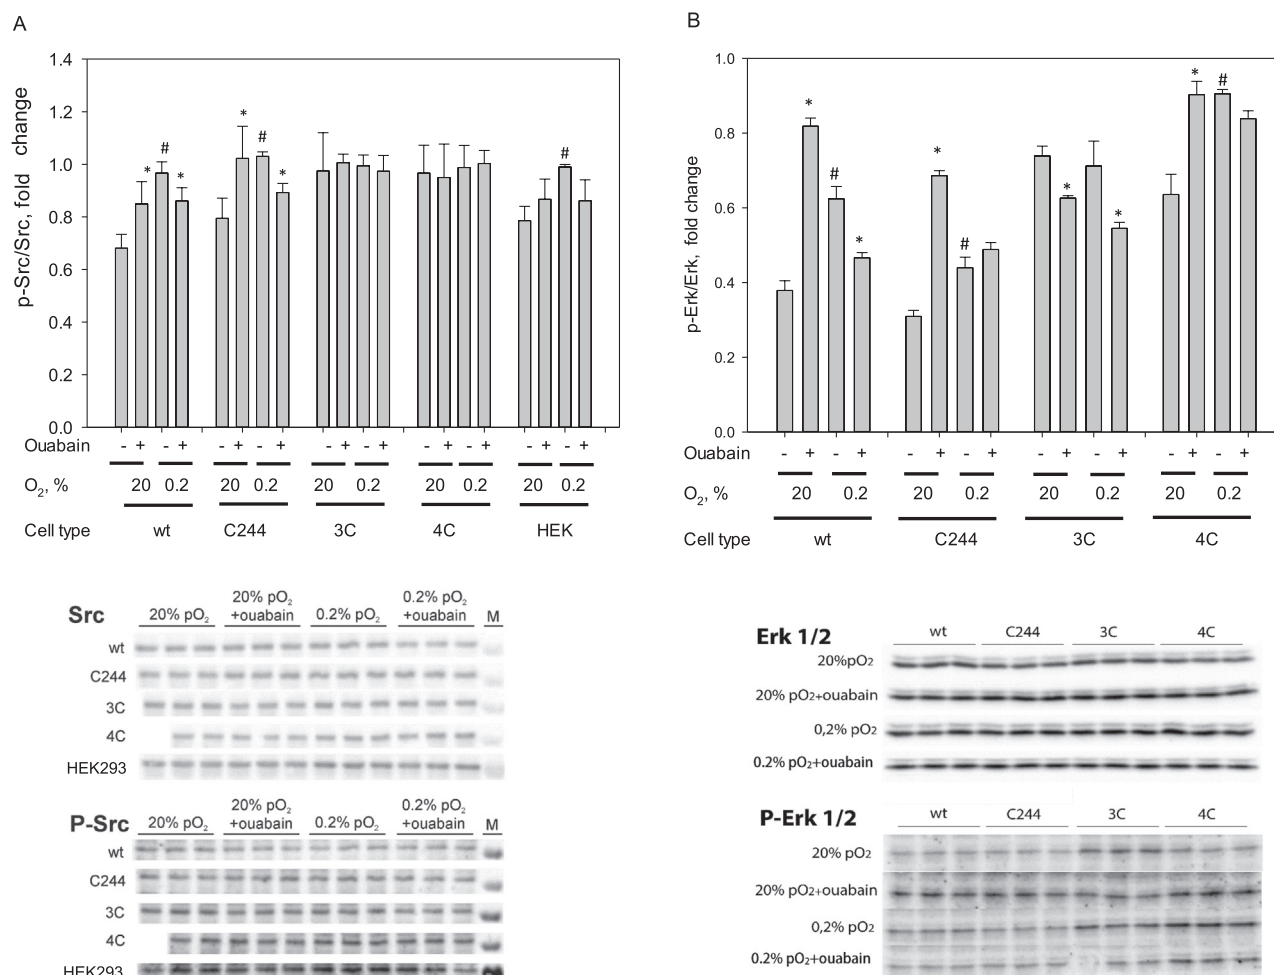 A
p-Src/Src, fold change
1.4
1.2
1.0
0.8
0.6
0.4
0.2
0.0
* # * * # * #
Ouabain - + - + - + - + - + - + - + - + - + - +
O2, % 20 0.2 20 0.2 20 0.2 20 0.2 20 0.2
Cell type wt C244 3C 4C HEK
B
p-Erk/Erk, fold change
1.0
0.8
0.6
0.4
0.2
0.0
* # * * # * * * #
Ouabain - + - + - + - + - + - + - + - +
O2, % 20 0.2 20 0.2 20 0.2 20 0.2
Cell type wt C244 3C 4C
Src
20% pO2
20% pO2
+ouabain
0.2% pO2
0.2% pO2
+ouabain
M
wt
C244
3C
4C
HEK293
P-Src
20% pO2
20% pO2
+ouabain
0.2% pO2
0.2% pO2
+ouabain
M
wt
C244
3C
4C
HEK293
Erk 1/2
wt C244 3C 4C
20%pO2
20% pO2+ouabain
0,2% pO2
0.2% pO2+ouabain
P-Erk 1/2
wt C244 3C 4C
20% pO2
20% pO2+ouabain
0,2% pO2
0.2% pO2+ouabain